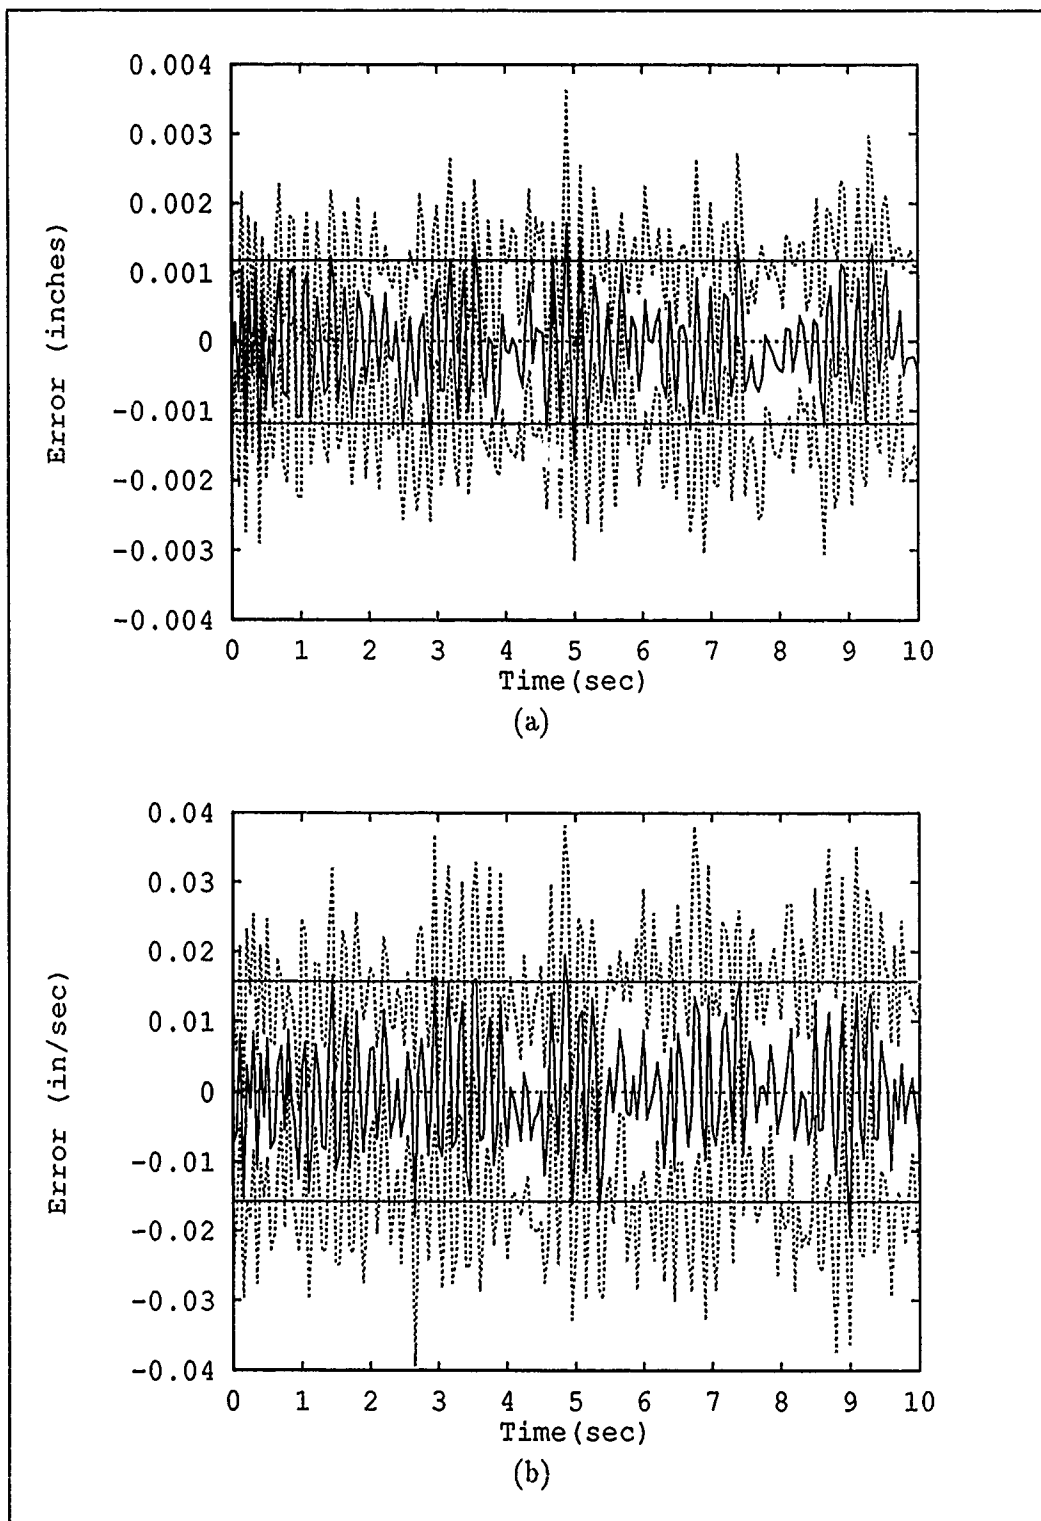 0.004
0.003
0.002
0.001
0
-0.001
-0.002
-0.003
-0.004
Error (inches)
0 1 2 3 4 5 6 7 8 9 10
Time(sec)
(a)
0.04
0.03
0.02
0.01
0
-0.01
-0.02
-0.03
-0.04
Error (in/sec)
0 1 2 3 4 5 6 7 8 9 10
Time(sec)
(b)